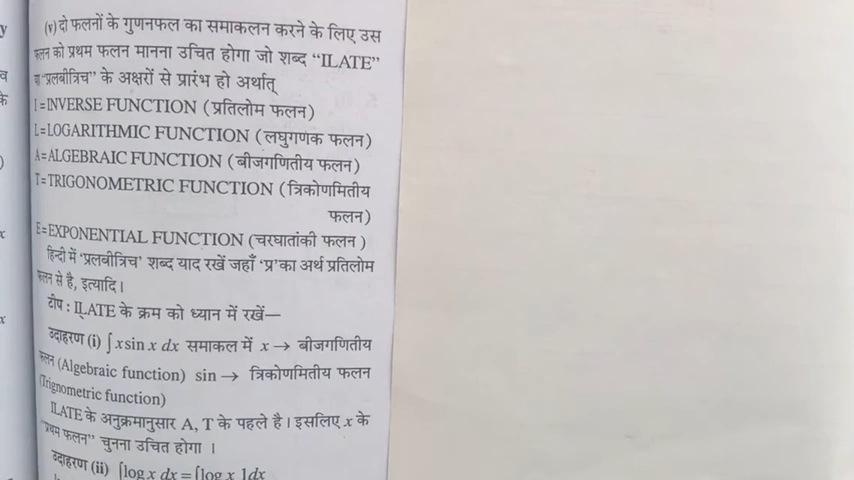 (v) दो फलनों के गुणनफल का समाकलन करने के लिए उस
फलन को प्रथम फलन मानना उचित होगा जो शब्द “ILATE”
या “प्रलबीत्रिच” के अक्षरों से प्रारंभ हो अर्थात्
I = INVERSE FUNCTION (प्रतिलोम फलन)
L= LOGARITHMIC FUNCTION (लघुगणक फलन)
A= ALGEBRAIC FUNCTION (बीजगणितीय फलन)
T= TRIGONOMETRIC FUNCTION (त्रिकोणमितीय
फलन)
E= EXPONENTIAL FUNCTION (चरघातांकी फलन )
हिन्दी में ‘प्रलबीत्रिच’ शब्द याद रखें जहाँ ‘प्र’का अर्थ प्रतिलोम
फलन से है, इत्यादि।
टीप : ILATE के क्रम को ध्यान में रखें—
उदाहरण (i) ∫ x sin x dx समाकल में x → बीजगणितीय
फलन (Algebraic function) sin → त्रिकोणमितीय फलन
(Trignometric function)
ILATE के अनुक्रमानुसार A, T के पहले है। इसलिए x के
“प्रथम फलन” चुनना उचित होगा ।
उदाहरण (ii) ∫log x dx = ∫log x 1dx